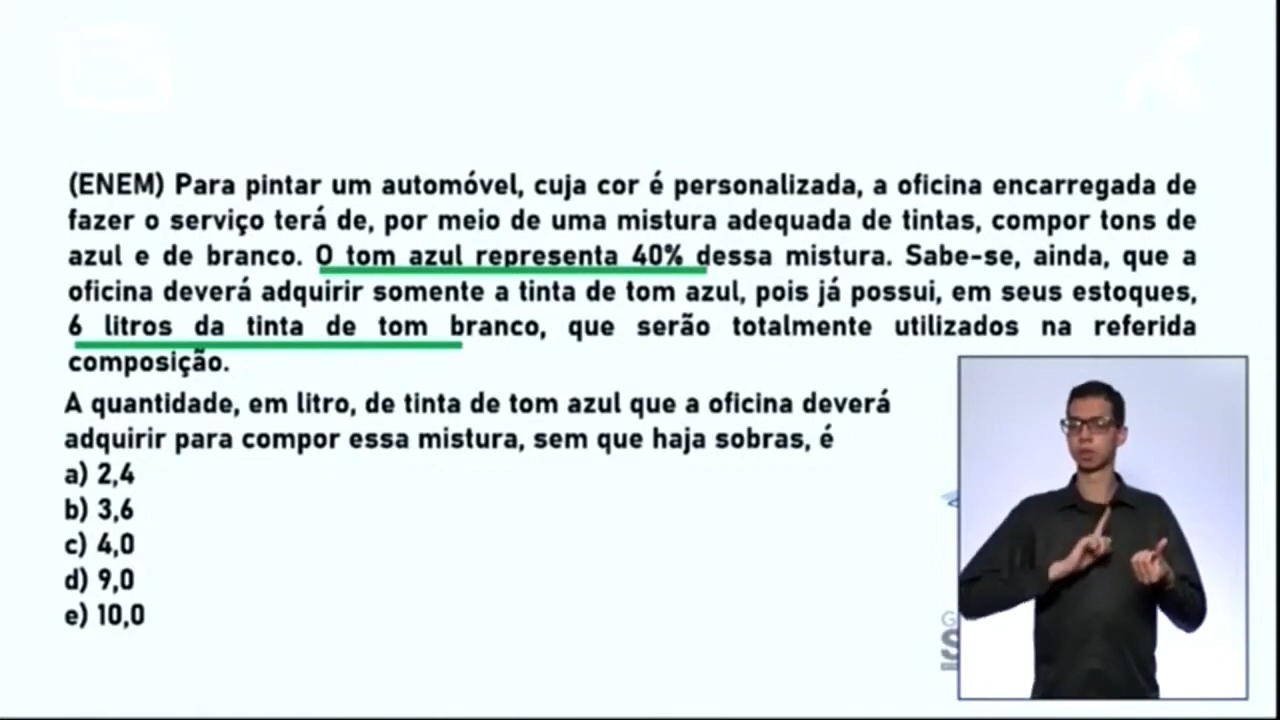 (ENEM) Para pintar um automóvel, cuja cor é personalizada, a oficina encarregada de
fazer o serviço terá de, por meio de uma mistura adequada de tintas, compor tons de
azul e de branco. O tom azul representa 40% dessa mistura. Sabe-se, ainda, que a
oficina deverá adquirir somente a tinta de tom azul, pois já possui, em seus estoques,
6 litros da tinta de tom branco, que serão totalmente utilizados na referida
composição.
A quantidade, em litro, de tinta de tom azul que a oficina deverá
adquirir para compor essa mistura, sem que haja sobras, é
a) 2,4
b) 3,6
c) 4,0
d) 9,0
e) 10,0